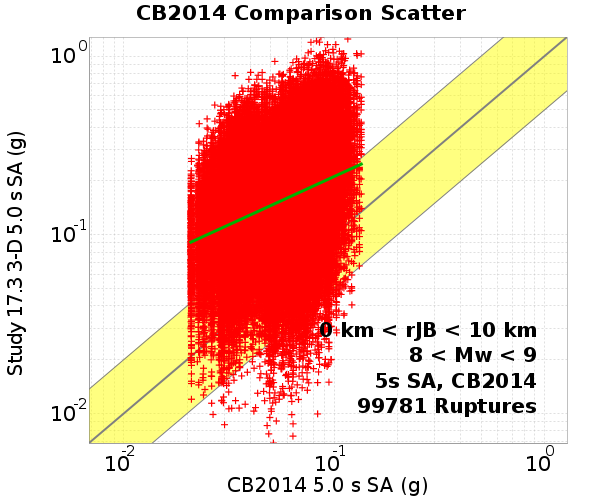 CB2014 Comparison Scatter
Study 17.3 3-D 5.0 s SA (g)
10^0
10^-1
10^-2
0 km < rJB < 10 km
8 < Mw < 9
5s SA, CB2014
99781 Ruptures
10^-2 10^-1 10^0
CB2014 5.0 s SA (g)